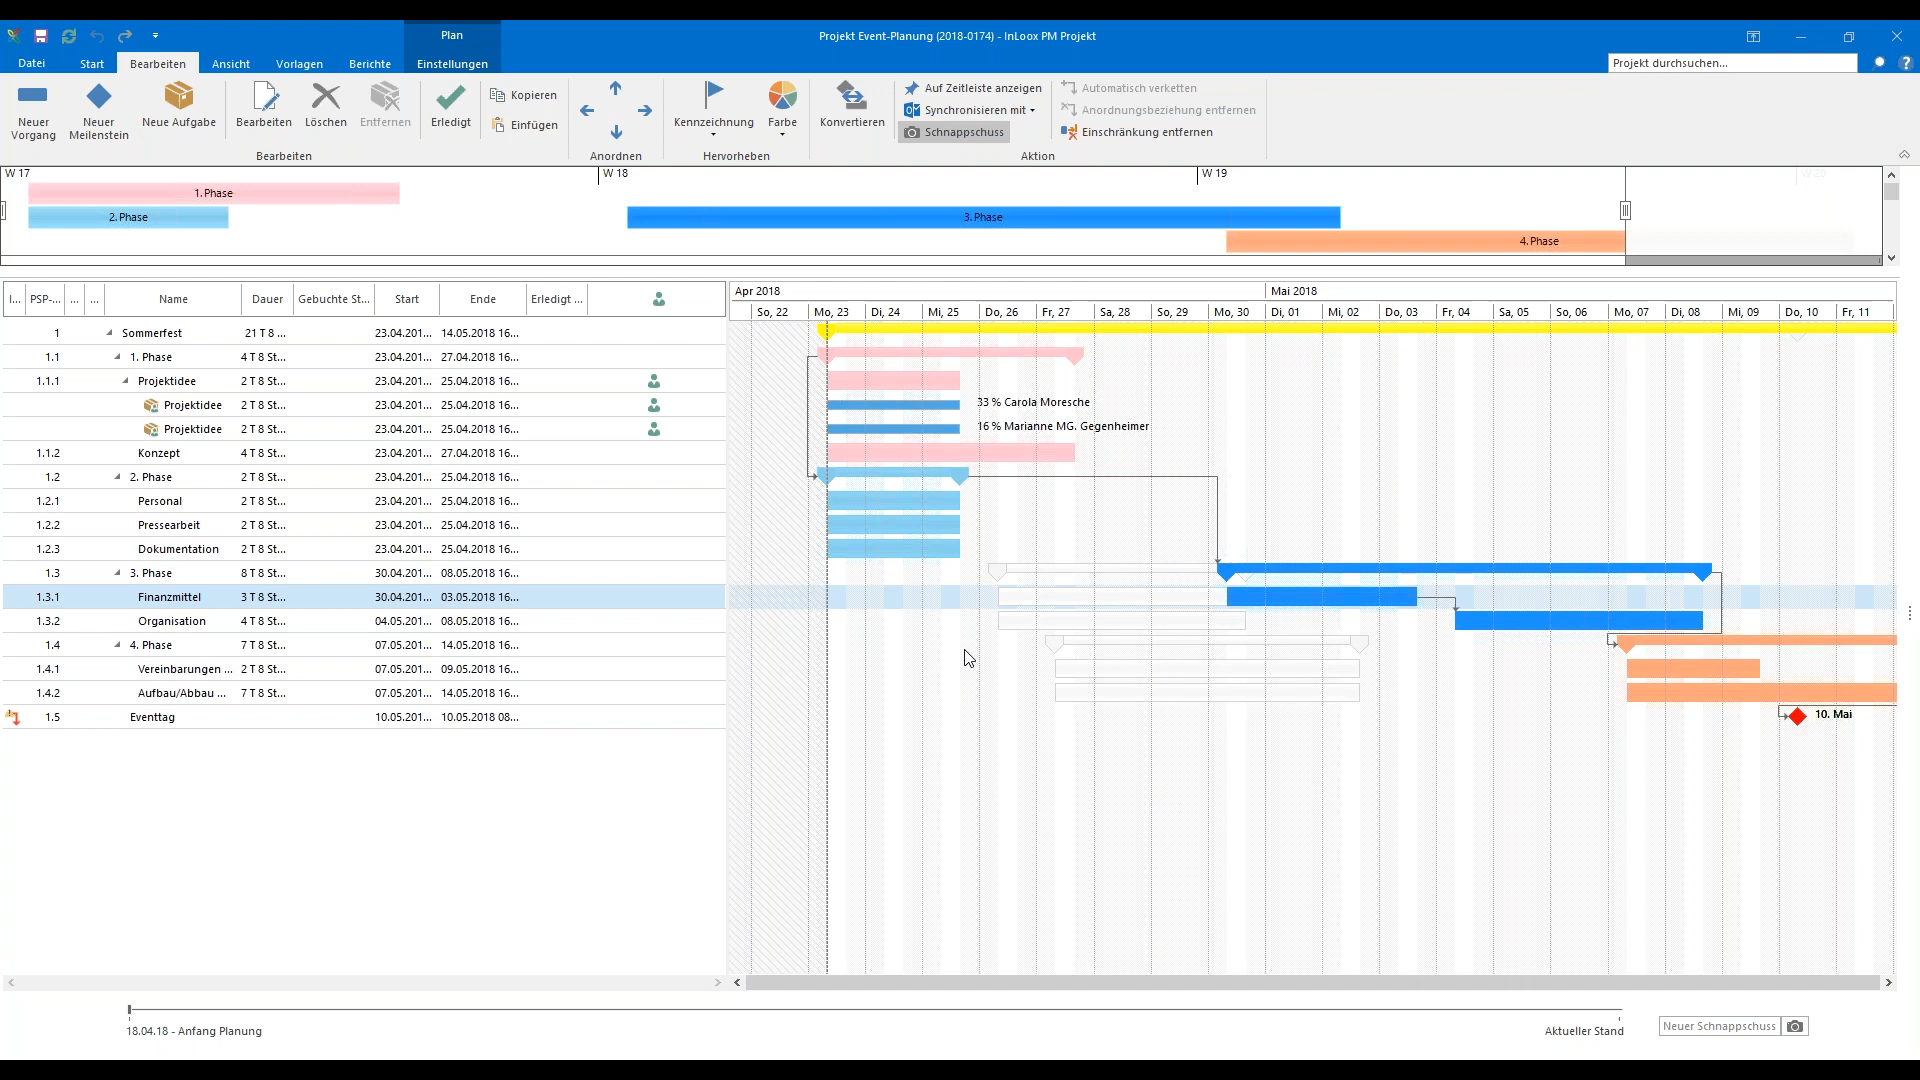 Plan
Projekt Event-Planung (2018-0174) - InLoox PM Projekt
Datei Start Bearbeiten Ansicht Vorlagen Berichte Einstellungen
Projekt durchsuchen...
Neuer Vorgang
Neuer Meilenstein
Neue Aufgabe
Bearbeiten
Löschen
Entfernen
Erledigt
Kopieren
Einfügen
Kennzeichnung
Farbe
Konvertieren
Auf Zeitleiste anzeigen
Synchronisieren mit
Schnappschuss
Automatisch verketten
Anordnungsbeziehung entfernen
Einschränkung entfernen
Bearbeiten Anordnen Hervorheben Aktion
W 17 W 18 W 19 W 20
1. Phase
2. Phase 3. Phase
4. Phase
I... PSP-... ... ... Name Dauer Gebuchte St... Start Ende Erledigt ...
Apr 2018 Mai 2018
So, 22 Mo, 23 Di, 24 Mi, 25 Do, 26 Fr, 27 Sa, 28 So, 29 Mo, 30 Di, 01 Mi, 02 Do, 03 Fr, 04 Sa, 05 So, 06 Mo, 07 Di, 08 Mi, 09 Do, 10 Fr, 11
1 Sommerfest 21 T 8 ... 23.04.201... 14.05.2018 16...
1.1 1. Phase 4 T 8 St... 23.04.201... 27.04.2018 16...
1.1.1 Projektidee 2 T 8 St... 23.04.201... 25.04.2018 16...
Projektidee 2 T 8 St... 23.04.201... 25.04.2018 16... 33 % Carola Moresche
Projektidee 2 T 8 St... 23.04.201... 25.04.2018 16... 16 % Marianne MG. Gegenheimer
1.1.2 Konzept 4 T 8 St... 23.04.201... 27.04.2018 16...
1.2 2. Phase 2 T 8 St... 23.04.201... 25.04.2018 16...
1.2.1 Personal 2 T 8 St... 23.04.201... 25.04.2018 16...
1.2.2 Pressearbeit 2 T 8 St... 23.04.201... 25.04.2018 16...
1.2.3 Dokumentation 2 T 8 St... 23.04.201... 25.04.2018 16...
1.3 3. Phase 8 T 8 St... 30.04.201... 08.05.2018 16...
1.3.1 Finanzmittel 3 T 8 St... 30.04.201... 03.05.2018 16...
1.3.2 Organisation 4 T 8 St... 04.05.201... 08.05.2018 16...
1.4 4. Phase 7 T 8 St... 07.05.201... 14.05.2018 16...
1.4.1 Vereinbarungen ... 2 T 8 St... 07.05.201... 09.05.2018 16...
1.4.2 Aufbau/Abbau ... 7 T 8 St... 07.05.201... 14.05.2018 16...
1.5 Eventtag 10.05.201... 10.05.2018 08... 10. Mai
18.04.18 - Anfang Planung Aktueller Stand Neuer Schnappschuss